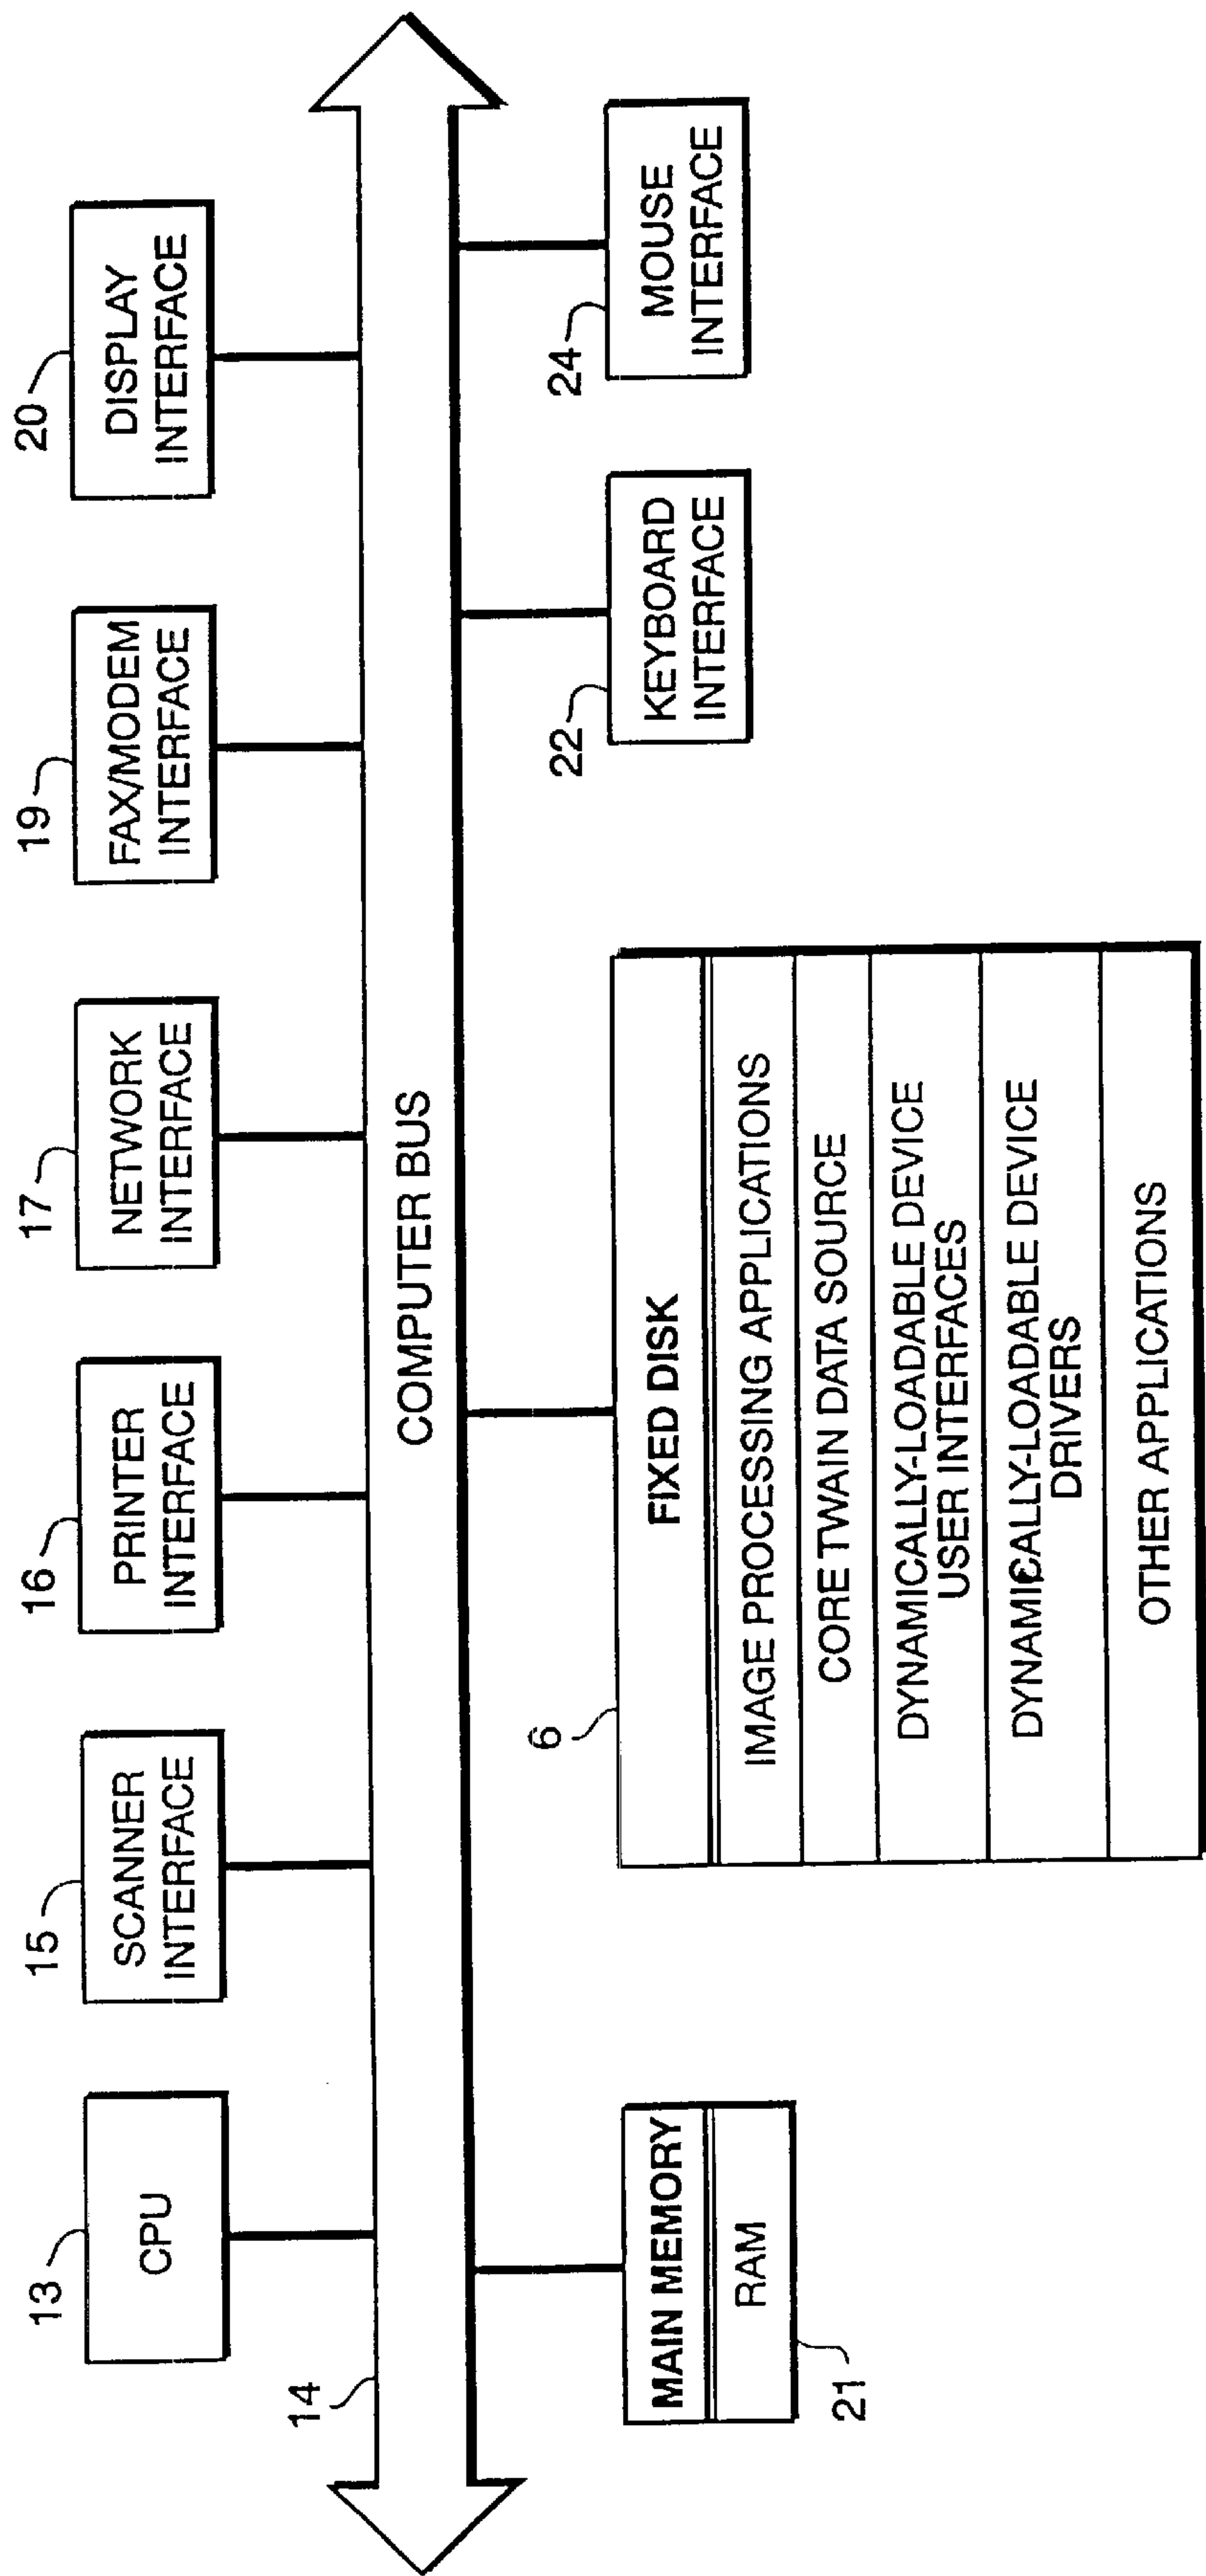 13
CPU
15
SCANNER
INTERFACE
16
PRINTER
INTERFACE
17
NETWORK
INTERFACE
19
FAX/MODEM
INTERFACE
20
DISPLAY
INTERFACE
14
COMPUTER BUS
MAIN MEMORY
RAM
21
6
FIXED DISK
IMAGE PROCESSING APPLICATIONS
CORE TWAIN DATA SOURCE
DYNAMICALLY-LOADABLE DEVICE
USER INTERFACES
DYNAMICALLY-LOADABLE DEVICE
DRIVERS
OTHER APPLICATIONS
22
KEYBOARD
INTERFACE
24
MOUSE
INTERFACE